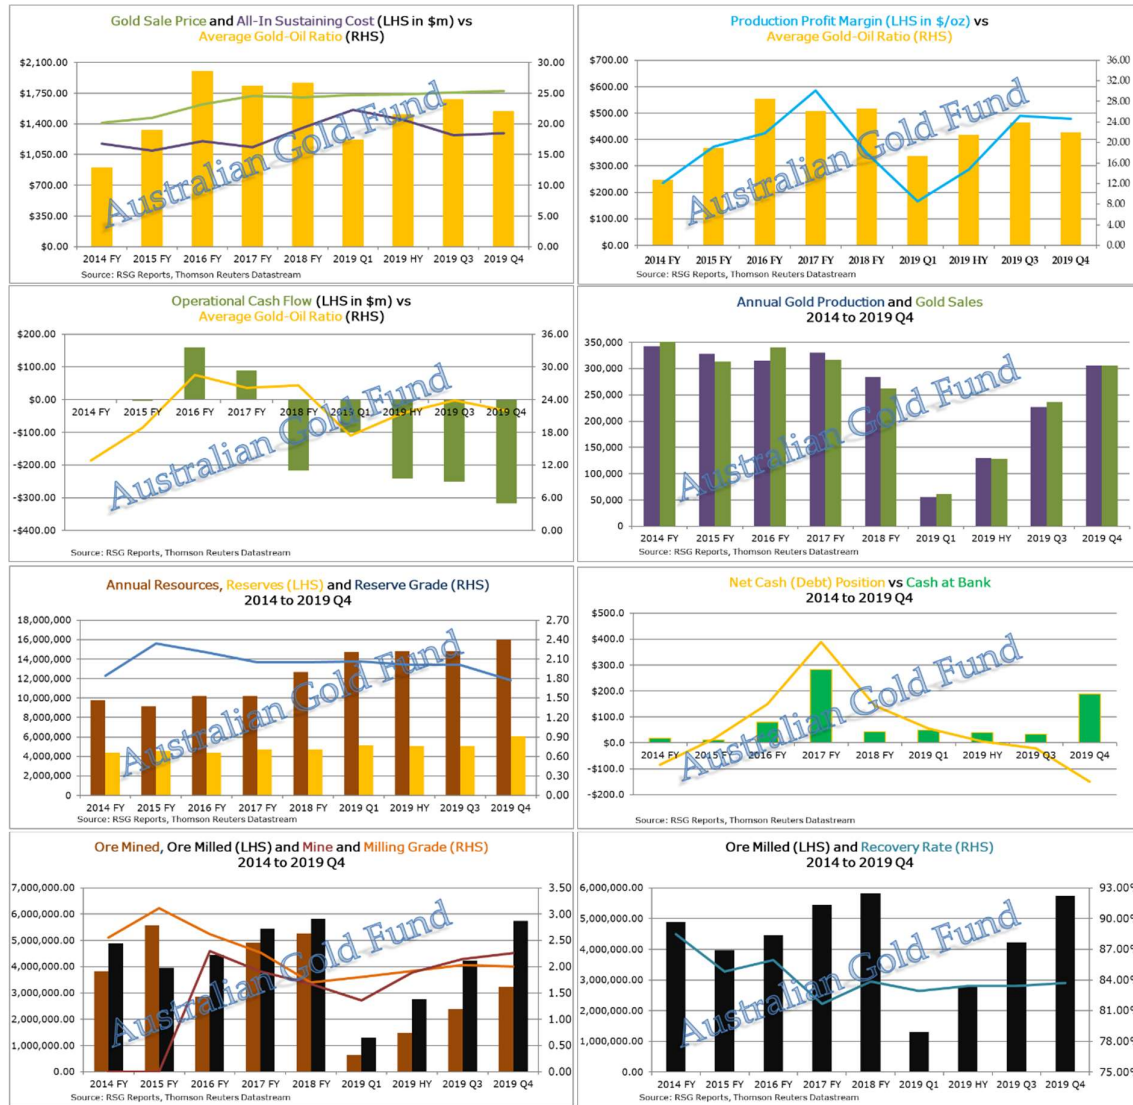 Gold Sale Price and All-In Sustaining Cost (LHS in $m) vs
Average Gold-Oil Ratio (RHS)
$2,100.00
$1,750.00
$1,400.00
$1,050.00
$700.00
$350.00
$0.00
30.00
25.00
20.00
15.00
10.00
5.00
0.00
2014 FY 2015 FY 2016 FY 2017 FY 2018 FY 2019 Q1 2019 HY 2019 Q3 2019 Q4
Australian Gold Fund
Source: RSG Reports, Thomson Reuters Datastream
Production Profit Margin (LHS in $/oz) vs
Average Gold-Oil Ratio (RHS)
$700.00
$600.00
$500.00
$400.00
$300.00
$200.00
$100.00
$0.00
36.00
32.00
28.00
24.00
20.00
16.00
12.00
8.00
4.00
0.00
2014 FY 2015 FY 2016 FY 2017 FY 2018 FY 2019 Q1 2019 HY 2019 Q3 2019 Q4
Australian Gold Fund
Source: RSG Reports, Thomson Reuters Datastream
Operational Cash Flow (LHS in $m) vs
Average Gold-Oil Ratio (RHS)
$200.00
$100.00
$0.00
-$100.00
-$200.00
-$300.00
-$400.00
36.00
30.00
24.00
18.00
12.00
6.00
0.00
2014 FY 2015 FY 2016 FY 2017 FY 2018 FY 2019 Q1 2019 HY 2019 Q3 2019 Q4
Australian Gold Fund
Source: RSG Reports, Thomson Reuters Datastream
Annual Gold Production and Gold Sales
2014 to 2019 Q4
350,000
300,000
250,000
200,000
150,000
100,000
50,000
0
2014 FY 2015 FY 2016 FY 2017 FY 2018 FY 2019 Q1 2019 HY 2019 Q3 2019 Q4
Australian Gold Fund
Source: RSG Reports, Thomson Reuters Datastream
Annual Resources, Reserves (LHS) and Reserve Grade (RHS)
2014 to 2019 Q4
18,000,000
16,000,000
14,000,000
12,000,000
10,000,000
8,000,000
6,000,000
4,000,000
2,000,000
0
2.70
2.40
2.10
1.80
1.50
1.20
0.90
0.60
0.30
0.00
2014 FY 2015 FY 2016 FY 2017 FY 2018 FY 2019 Q1 2019 HY 2019 Q3 2019 Q4
Australian Gold Fund
Source: RSG Reports, Thomson Reuters Datastream
Net Cash (Debt) Position vs Cash at Bank
2014 to 2019 Q4
$500.0
$400.0
$300.0
$200.0
$100.0
$0.0
-$100.0
-$200.0
2014 FY 2015 FY 2016 FY 2017 FY 2018 FY 2019 Q1 2019 HY 2019 Q3 2019 Q4
Australian Gold Fund
Source: RSG Reports, Thomson Reuters Datastream
Ore Mined, Ore Milled (LHS) and Mine and Milling Grade (RHS)
2014 to 2019 Q4
7,000,000.00
6,000,000.00
5,000,000.00
4,000,000.00
3,000,000.00
2,000,000.00
1,000,000.00
0.00
3.50
3.00
2.50
2.00
1.50
1.00
0.50
0.00
2014 FY 2015 FY 2016 FY 2017 FY 2018 FY 2019 Q1 2019 HY 2019 Q3 2019 Q4
Australian Gold Fund
Source: RSG Reports, Thomson Reuters Datastream
Ore Milled (LHS) and Recovery Rate (RHS)
2014 to 2019 Q4
6,000,000.00
5,000,000.00
4,000,000.00
3,000,000.00
2,000,000.00
1,000,000.00
0.00
93.00%
90.00%
87.00%
84.00%
81.00%
78.00%
75.00%
2014 FY 2015 FY 2016 FY 2017 FY 2018 FY 2019 Q1 2019 HY 2019 Q3 2019 Q4
Australian Gold Fund
Source: RSG Reports, Thomson Reuters Datastream